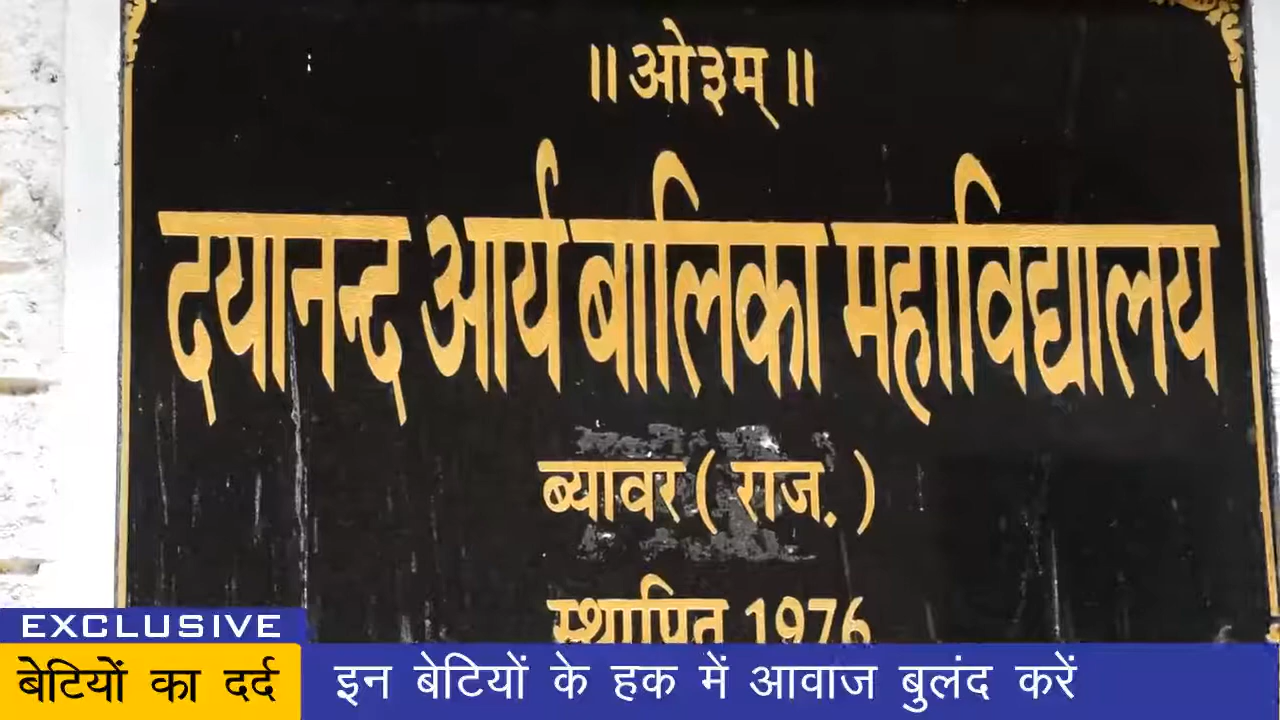 ॥ ओ३म् ॥
दयानन्द आर्य बालिका महाविद्यालय
ब्यावर ( राज़. )
स्थापित 1976
EXCLUSIVE
बेटियों का दर्द
इन बेटियों के हक में आवाज बुलंद करें